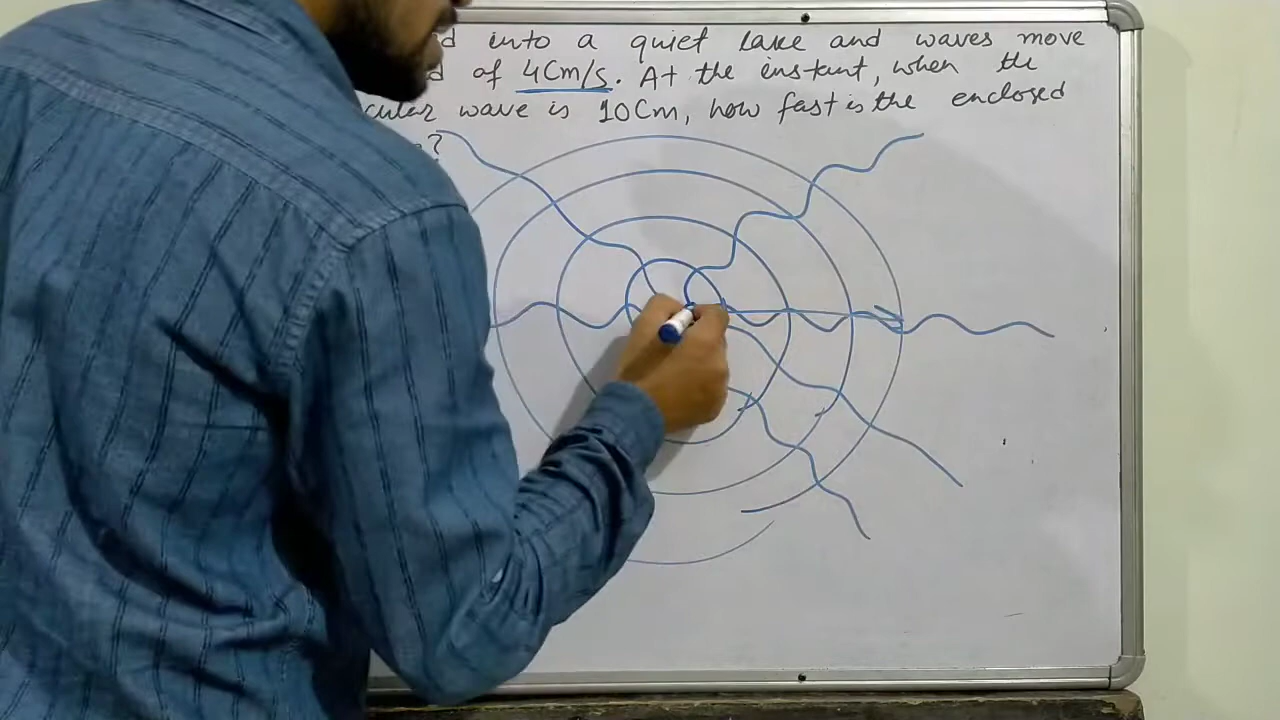 d into a quiet lake and waves move
d of 4cm/s. At the instant, when the
cular wave is 10cm, how fast is the enclosed
?